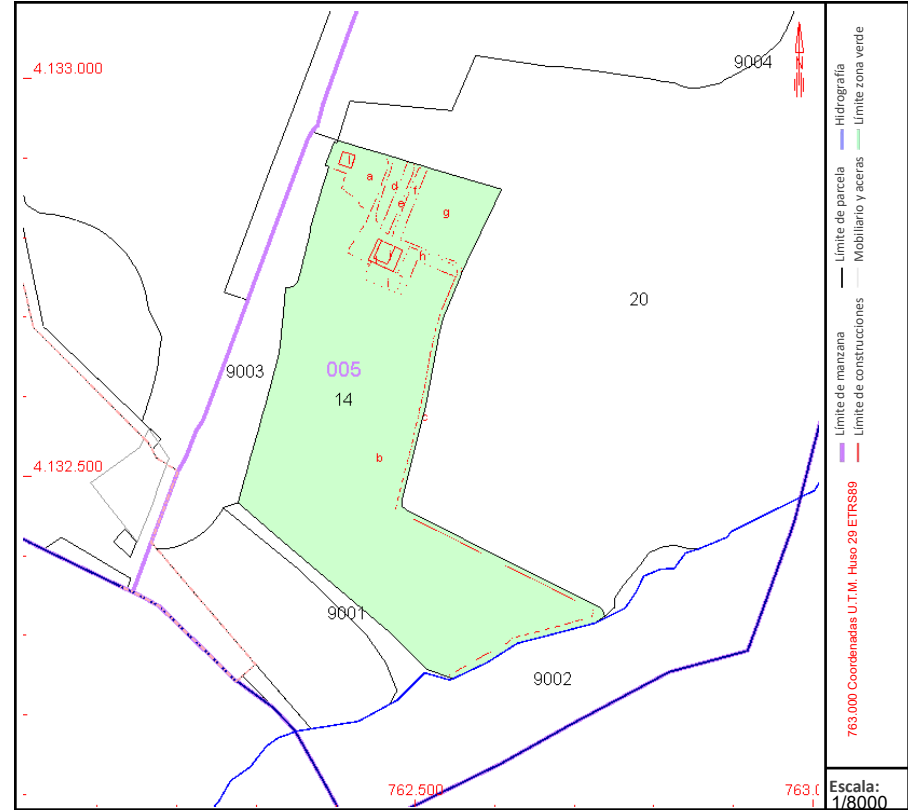 4.133.000
9004
a
d
f
e
g
h
20
9003
005
14
c
b
4.132.500
9001
9002
762.500
763.0
Límite de manzana
Límite de construcciones
Límite de parcela
Mobiliario y aceras
Hidrografía
Límite zona verde
763.000 Coordenadas U.T.M. Huso 29 ETRS89
Escala:
1/8000